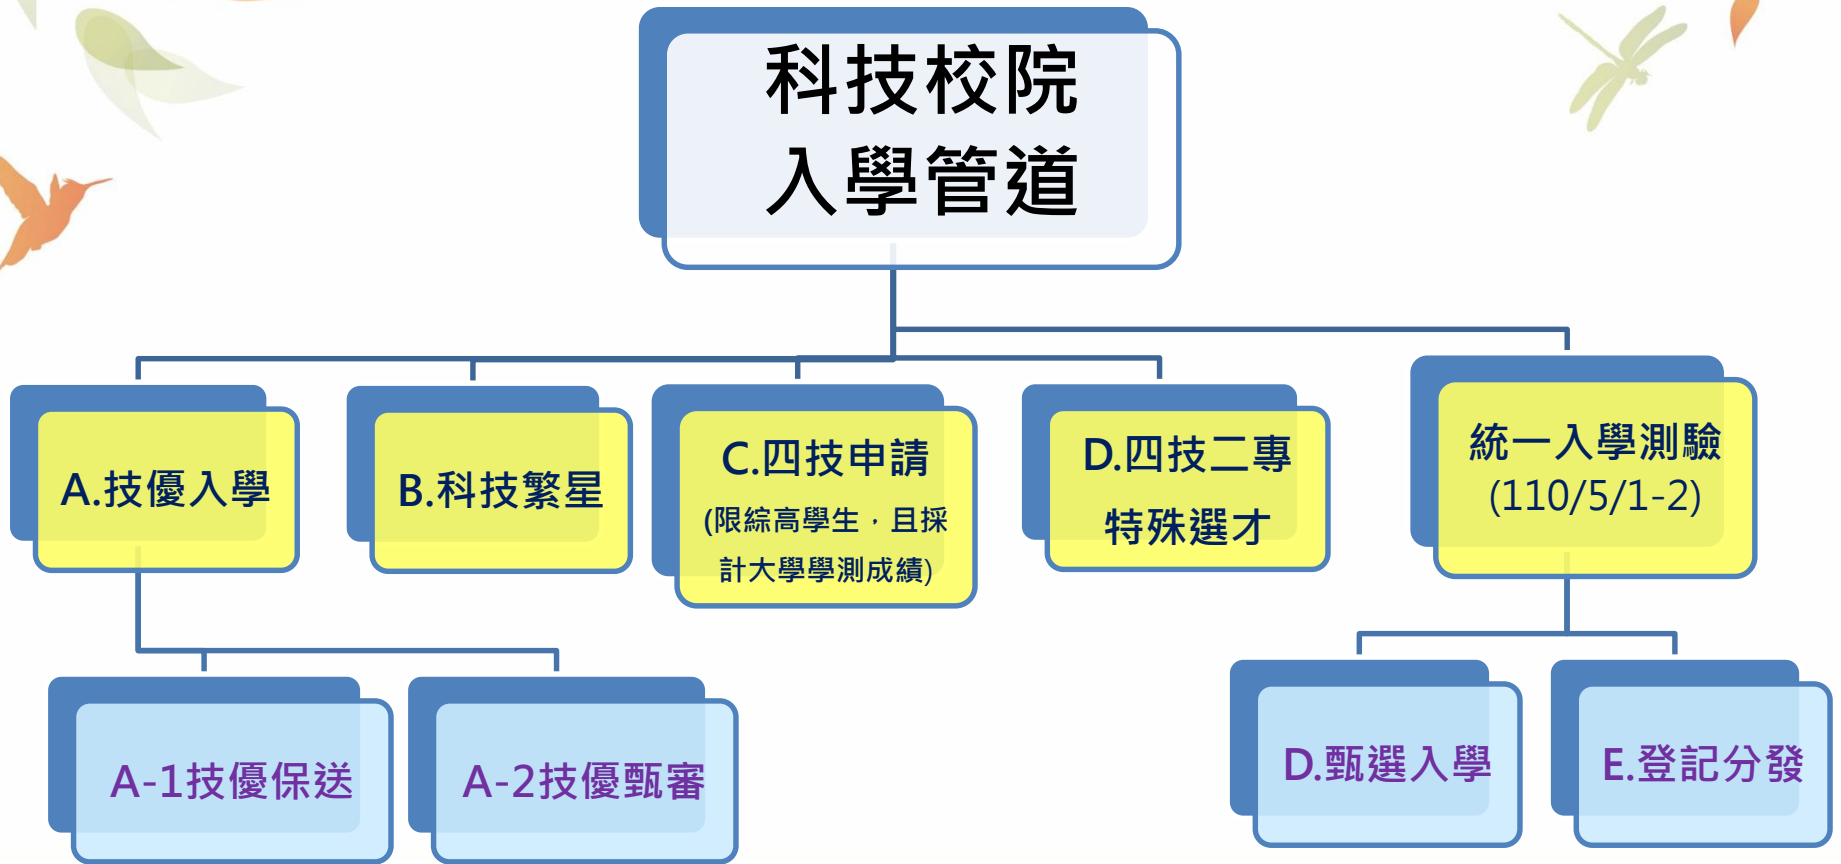 科技校院
入學管道
A.技優入學
B.科技繁星
C.四技申請
(限綜高學生，且採
計大學學測成績)
D.四技二專
特殊選才
統一入學測驗
(110/5/1-2)
A-1技優保送
A-2技優甄審
D.甄選入學
E.登記分發